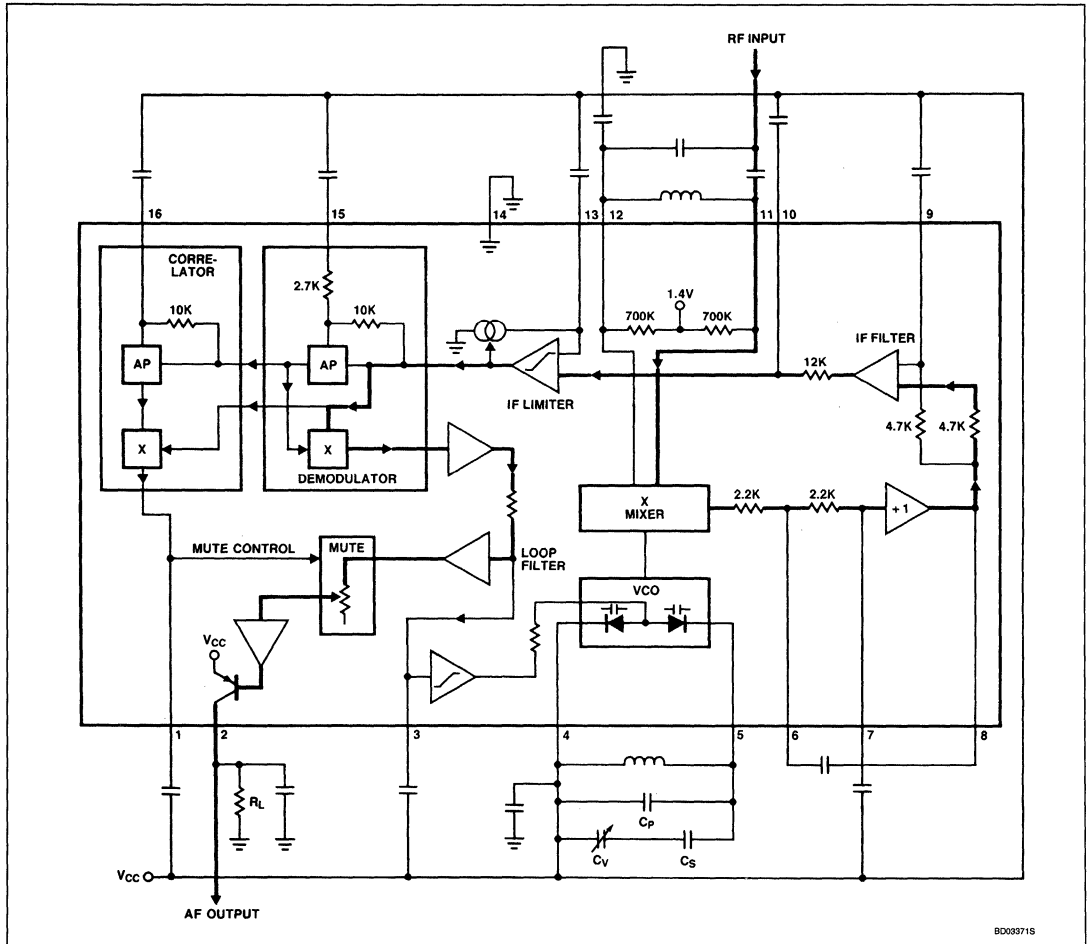 RF INPUT
16
15
14
13
12
11
10
9
CORRE-
LATOR
2.7K
10K
10K
1.4V
700K
700K
IF FILTER
AP
AP
12K
IF LIMITER
4.7K
4.7K
X
X
DEMODULATOR
X
MIXER
2.2K
2.2K
+1
MUTE CONTROL
MUTE
LOOP
FILTER
VCO
VCC
1
2
3
4
5
6
7
8
RL
CP
CV
CS
VCC
AF OUTPUT
BD03371S